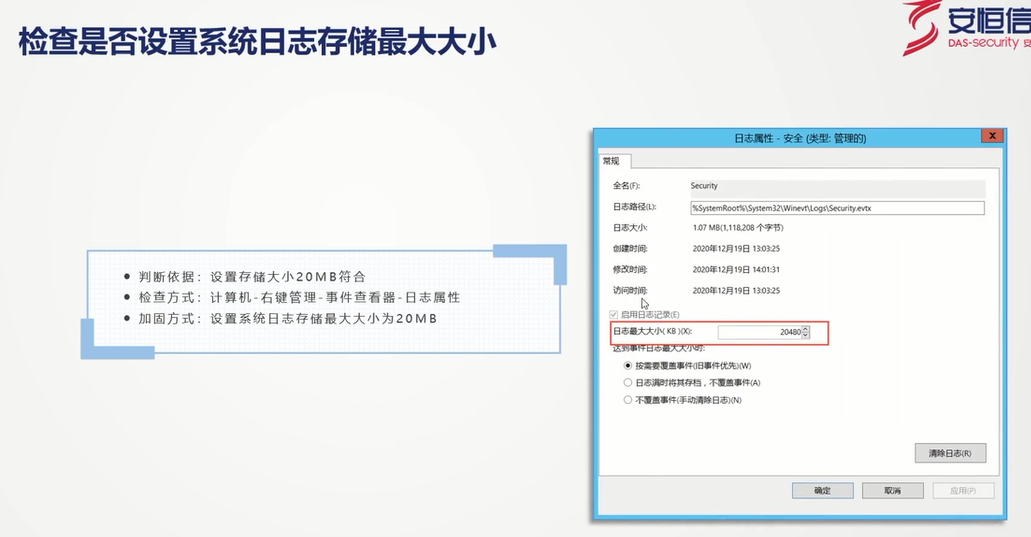 检查是否设置系统日志存储最大大小
安恒信
DAS-security 安
日志属性 - 安全 (类型: 管理的)
X
常规
全名(F):
Security
日志路径(L):
%SystemRoot%\System32\Winevt\Logs\Security.evtx
日志大小:
1.07 MB(1,118,208 个字节)
创建时间:
2020年12月19日 13:03:25
修改时间:
2020年12月19日 14:01:31
访问时间:
2020年12月19日 13:03:25
启用日志记录(E)
日志最大大小( KB )(X):
20480
达到事件日志最大大小时:
按需要覆盖事件(旧事件优先)(W)
日志满时将其存档，不覆盖事件(A)
不覆盖事件(手动清除日志)(N)
清除日志(R)
确定
取消
应用(P)
判断依据：设置存储大小20MB符合
检查方式：计算机-右键管理-事件查看器-日志属性
加固方式：设置系统日志存储最大大小为20MB